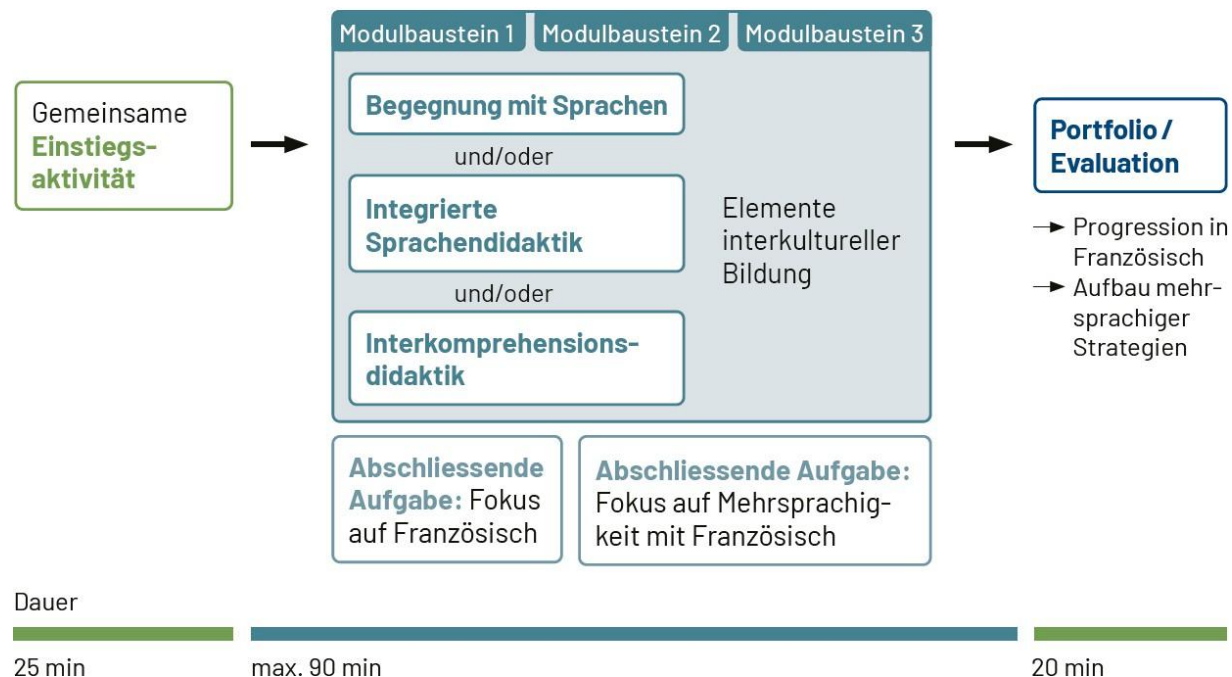 Modulbaustein 1
Modulbaustein 2
Modulbaustein 3
Gemeinsame
Einstiegs-
aktivität
Begegnung mit Sprachen
und/oder
Integrierte
Sprachendidaktik
und/oder
Interkomprehensions-
didaktik
Elemente
interkultureller
Bildung
Portfolio /
Evaluation
→ Progression in
Französisch
→ Aufbau mehr-
sprachiger
Strategien
Abschliessende
Aufgabe: Fokus
auf Französisch
Abschliessende Aufgabe:
Fokus auf Mehrsprachig-
keit mit Französisch
Dauer
25 min
max. 90 min
20 min